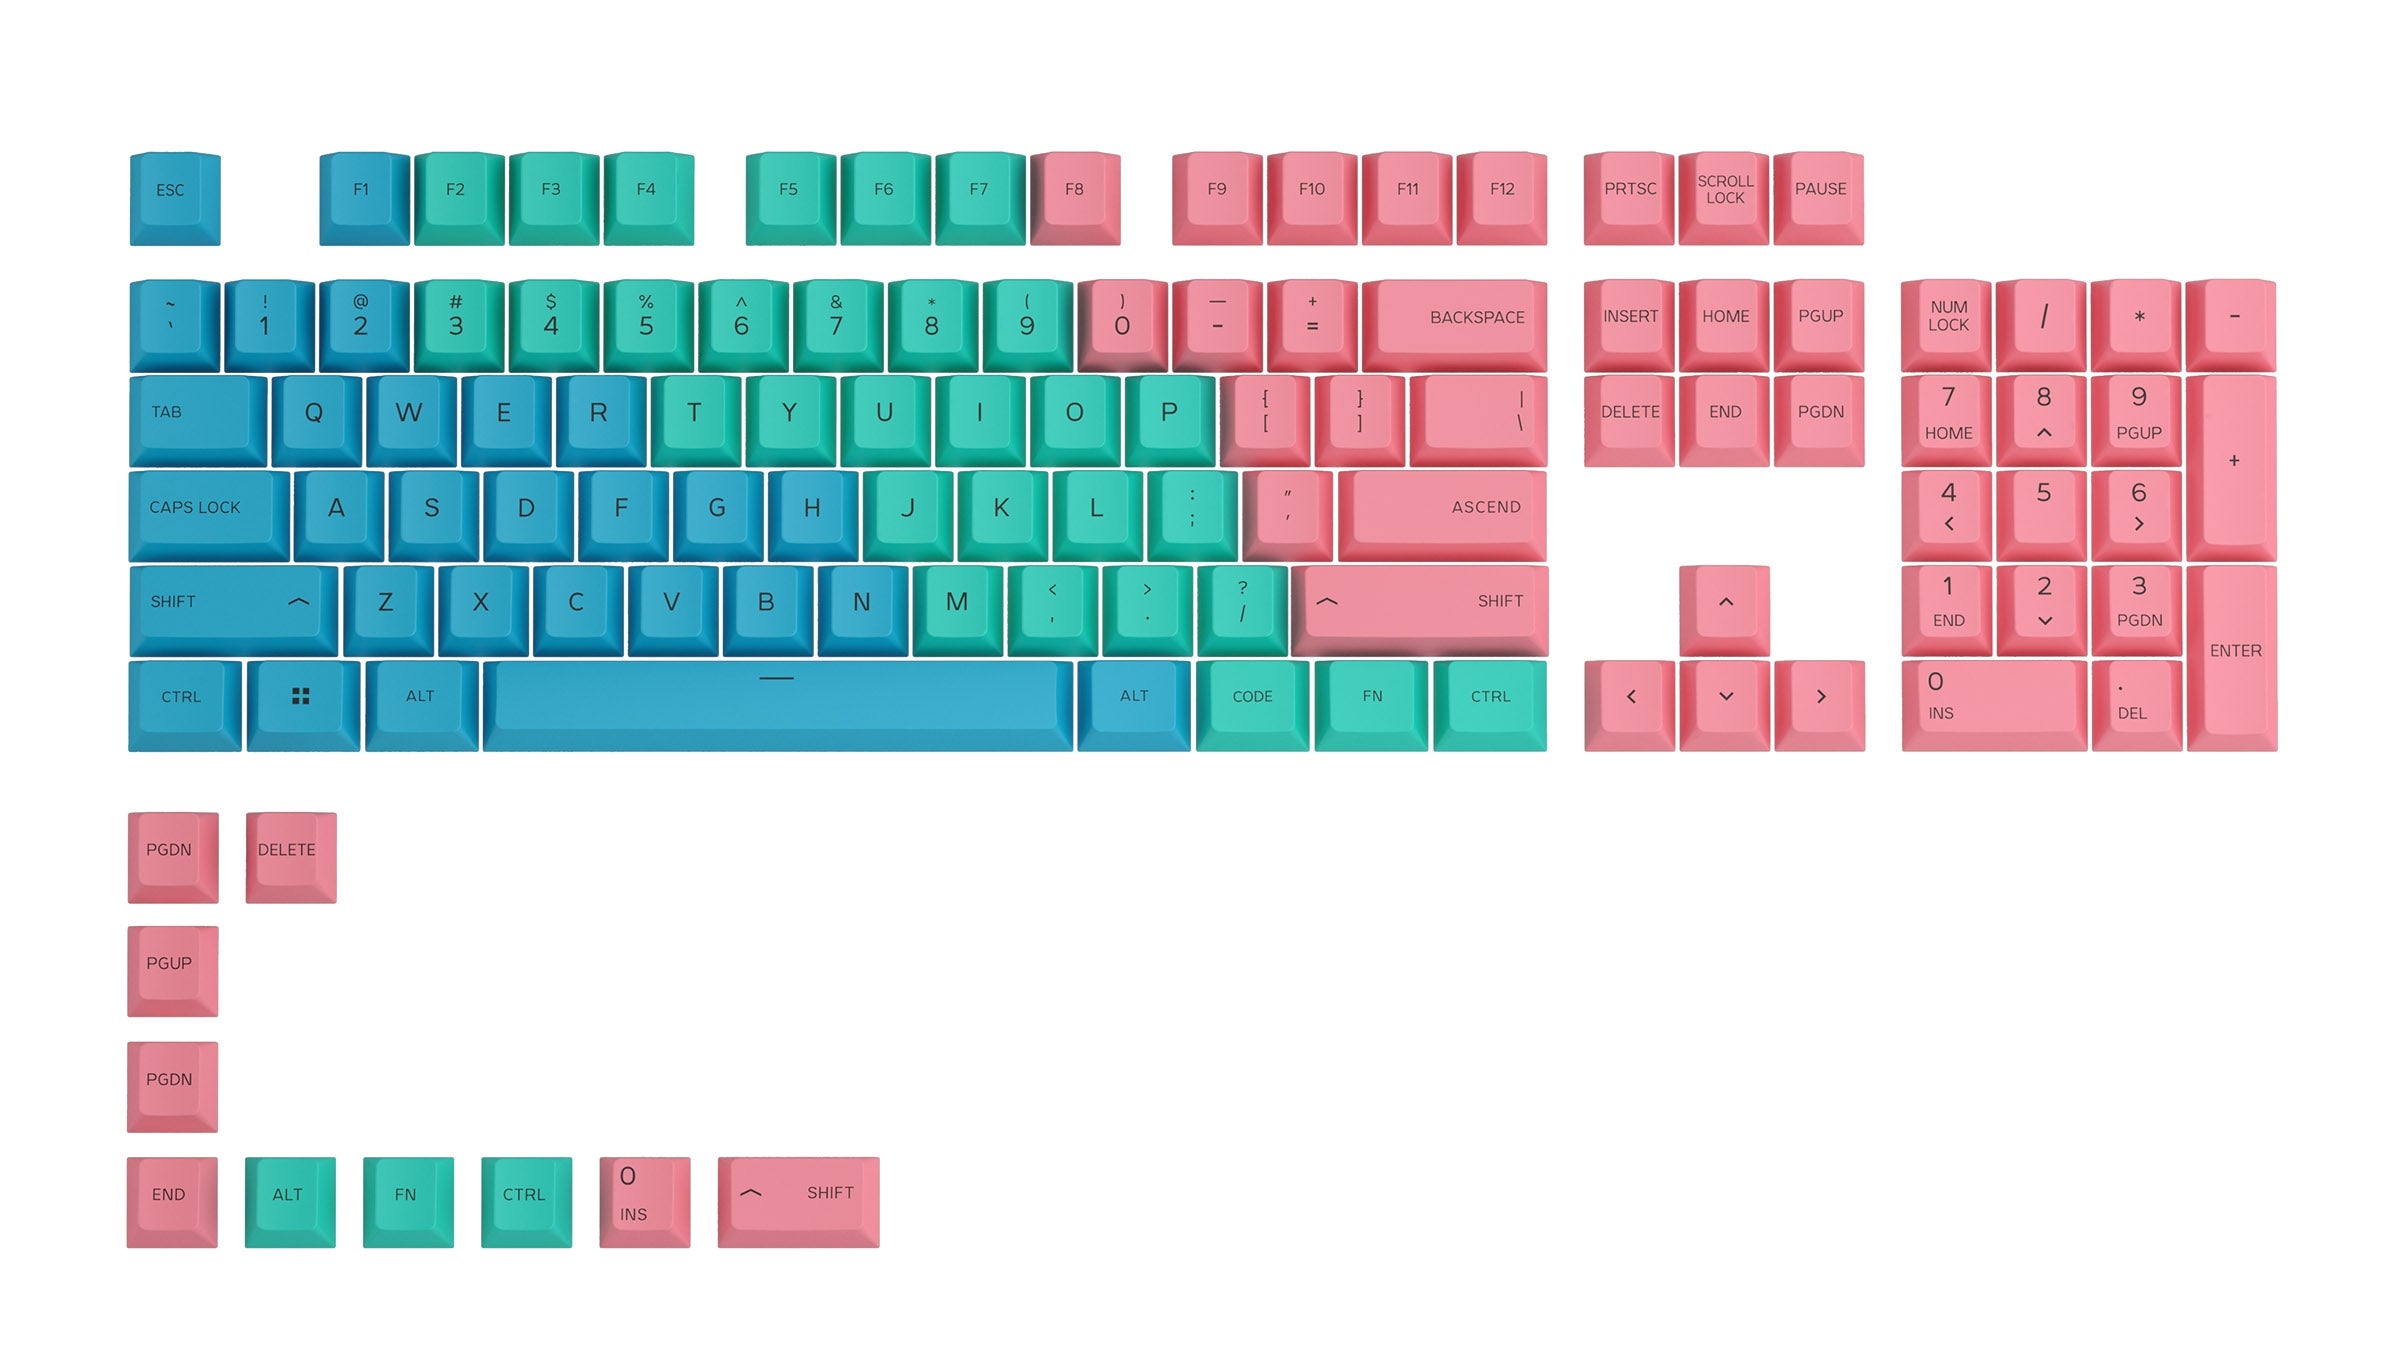 ESC F1 F2 F3 F4 F5 F6 F7 F8 F9 F10 F11 F12 PRTSC SCROLL LOCK PAUSE
~ ! @ # $ % ^ & * ( ) — +
` 1 2 3 4 5 6 7 8 9 0 - = BACKSPACE INSERT HOME PGUP NUM LOCK / * -
TAB Q W E R T Y U I O P { [ } ] | \ DELETE END PGDN 7 HOME 8 ^ 9 PGUP +
CAPS LOCK A S D F G H J K L : ; " ' ASCEND 4 < 5 6 >
SHIFT ^ Z X C V B N M < , > . ? / ^ SHIFT ^ 1 END 2 ⌄ 3 PGDN ENTER
CTRL ALT — ALT CODE FN CTRL < ⌄ > 0 INS . DEL
PGDN DELETE
PGUP
PGDN
END ALT FN CTRL 0 INS ^ SHIFT